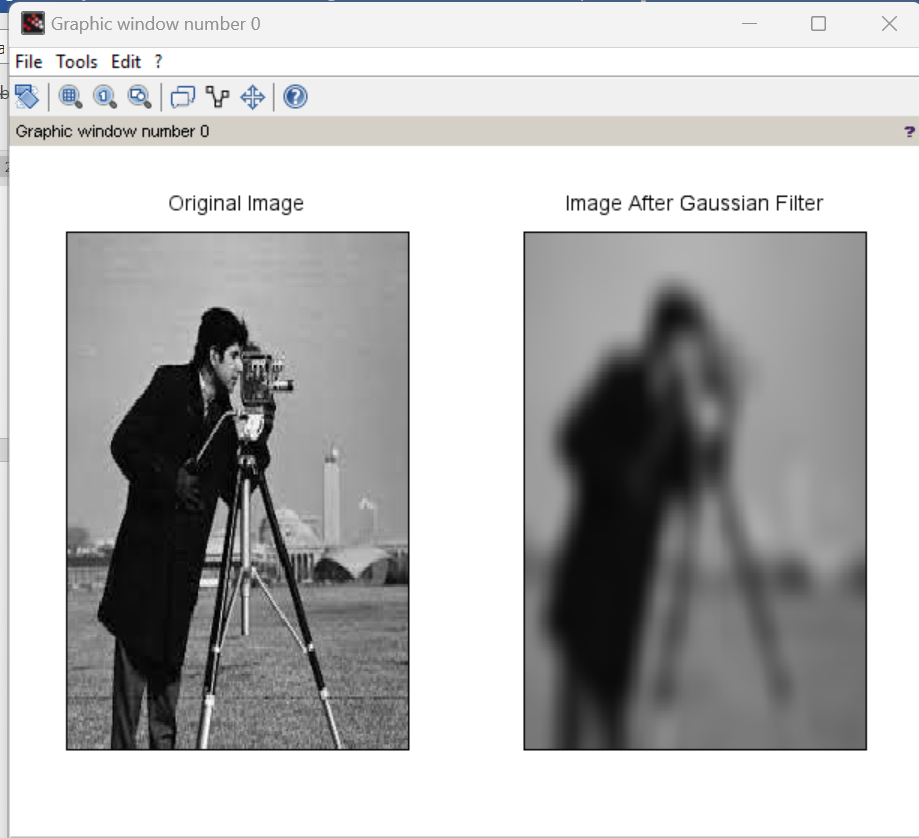 Graphic window number 0
File Tools Edit ?
Graphic window number 0 ?
Original Image Image After Gaussian Filter